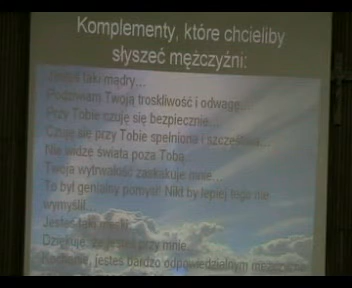 Komplementy, które chcieliby
słyszeć mężczyźni:
Jesteś taki mądry...
Podziwiam Twoją troskliwość i odwagę...
Przy Tobie czuję się bezpiecznie...
Czuję się przy Tobie spełniona i szczęśliwa...
Nie widzę świata poza Tobą...
Twoja wytrwałość zaskakuje mnie...
To był genialny pomysł! Nikt by lepiej tego nie
wymyślił...
Jesteś taki męski...
Dziękuję, że jesteś przy mnie...
Kochanie, jesteś bardzo odpowiedzialnym mężczyzną